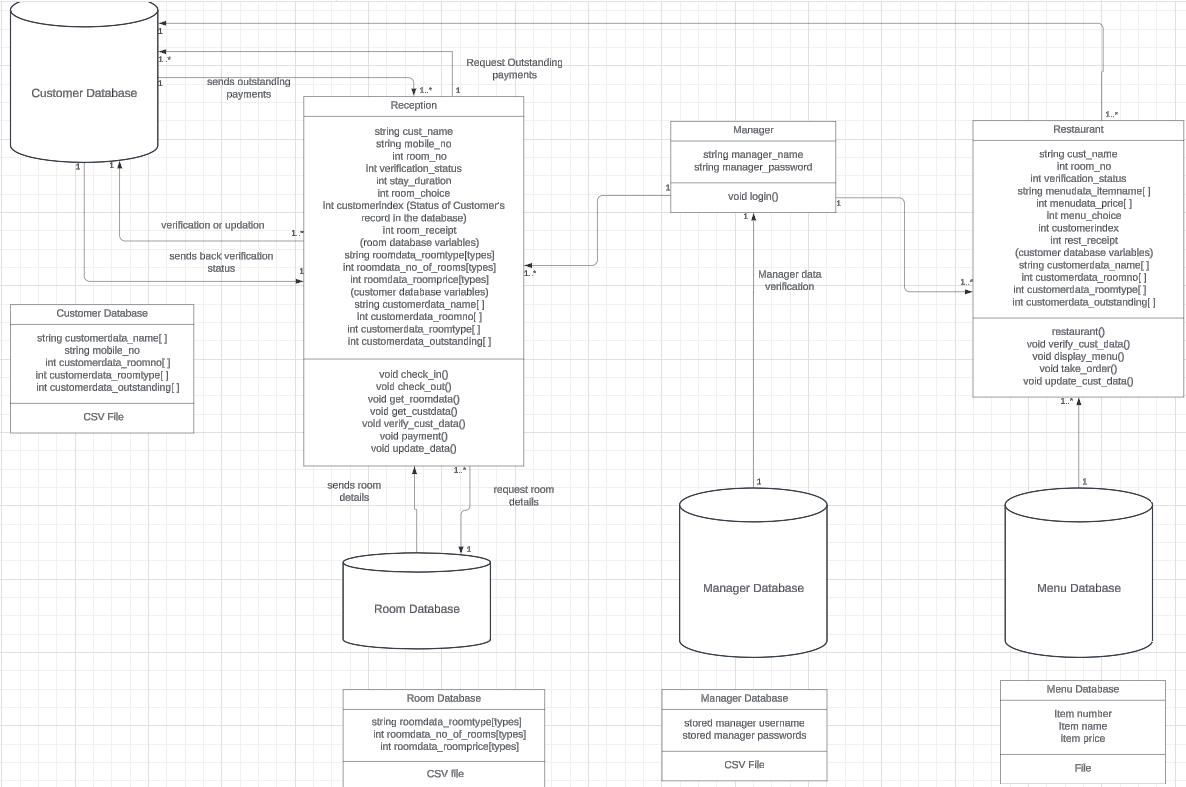 1
1..*
Request Outstanding
payments
sends outstanding
payments
1
1..*
1
Customer Database
1
1
verification or updation
1..*
sends back verification
status
1
Customer Database
string customerdata_name[ ]
string mobile_no
int customerdata_roomno[ ]
int customerdata_roomtype[ ]
int customerdata_outstanding[ ]
CSV File
Reception
string cust_name
string mobile_no
int room_no
int verification_status
int stay_duration
int room_choice
int customerindex (Status of Customer's
record in the database)
int room_receipt
(room database variables)
string roomdata_roomtype[types]
int roomdata_no_of_rooms[types]
int roomdata_roomprice[types]
(customer database variables)
string customerdata_name[ ]
int customerdata_roomno[ ]
int customerdata_roomtype[ ]
int customerdata_outstanding[ ]
void check_in()
void check_out()
void get_roomdata()
void get_custdata()
void verify_cust_data()
void payment()
void update_data()
1..*
sends room
details
request room
details
1
Room Database
Room Database
string roomdata_roomtype[types]
int roomdata_no_of_rooms[types]
int roomdata_roomprice[types]
CSV file
Manager
string manager_name
string manager_password
void login()
1
1
1
1..*
Manager data
verification
1
Manager Database
Manager Database
stored manager username
stored manager passwords
CSV File
1..*
Restaurant
string cust_name
int room_no
int verification_status
string menudata_itemname[ ]
int menudata_price[ ]
int menu_choice
int customerindex
int rest_receipt
(customer database variables)
string customerdata_name[ ]
int customerdata_roomno[ ]
int customerdata_roomtype[ ]
int customerdata_outstanding[ ]
1..*
restaurant()
void verify_cust_data()
void display_menu()
void take_order()
void update_cust_data()
1..*
1
Menu Database
Menu Database
Item number
Item name
Item price
File